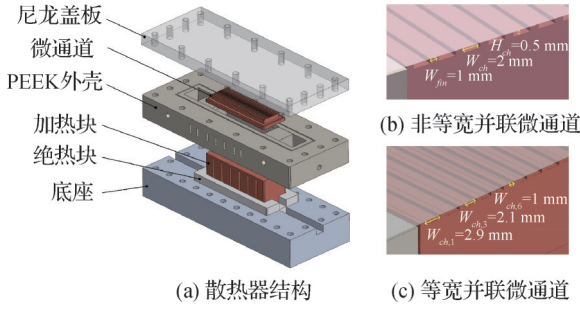 尼龙盖板
微通道
PEEK外壳
加热块
绝热块
底座
(a) 散热器结构
H_ch=0.5 mm
W_ch=2 mm
W_fin=1 mm
(b) 非等宽并联微通道
W_ch,6=1 mm
W_ch,3=2.1 mm
W_ch,1=2.9 mm
(c) 等宽并联微通道